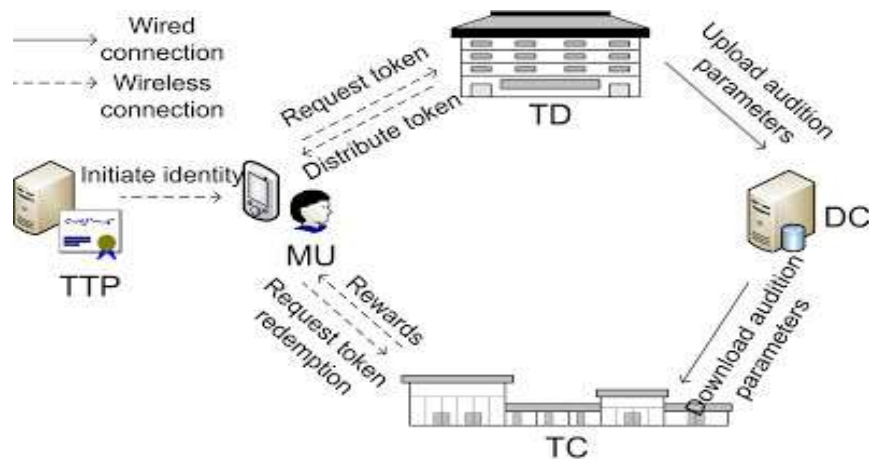 Wired
connection
Wireless
connection
Request token
Distribute token
TD
Upload audition
parameters
Initiate identity
TTP
MU
DC
Rewards
Request token
redemption
Download audition
parameters
TC